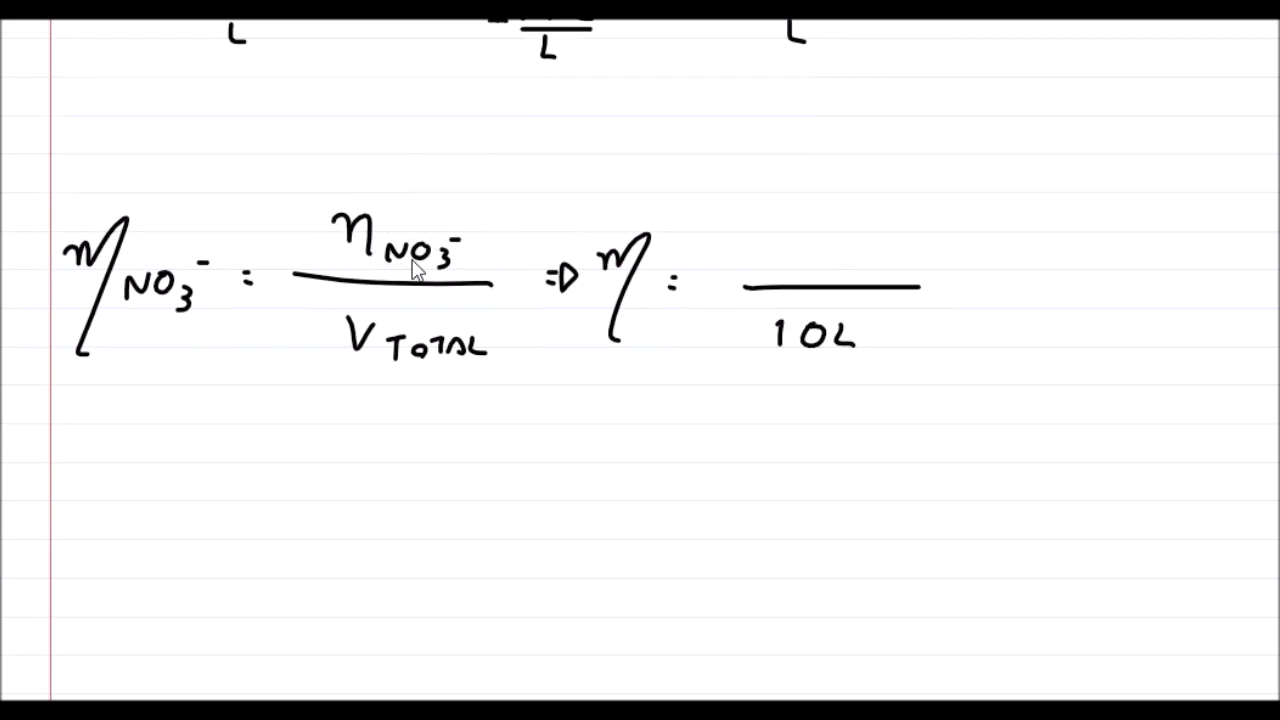 L L L
ɱ NO3⁻ = η NO3⁻ / V TOTAL ⇒ ɱ = / 10L